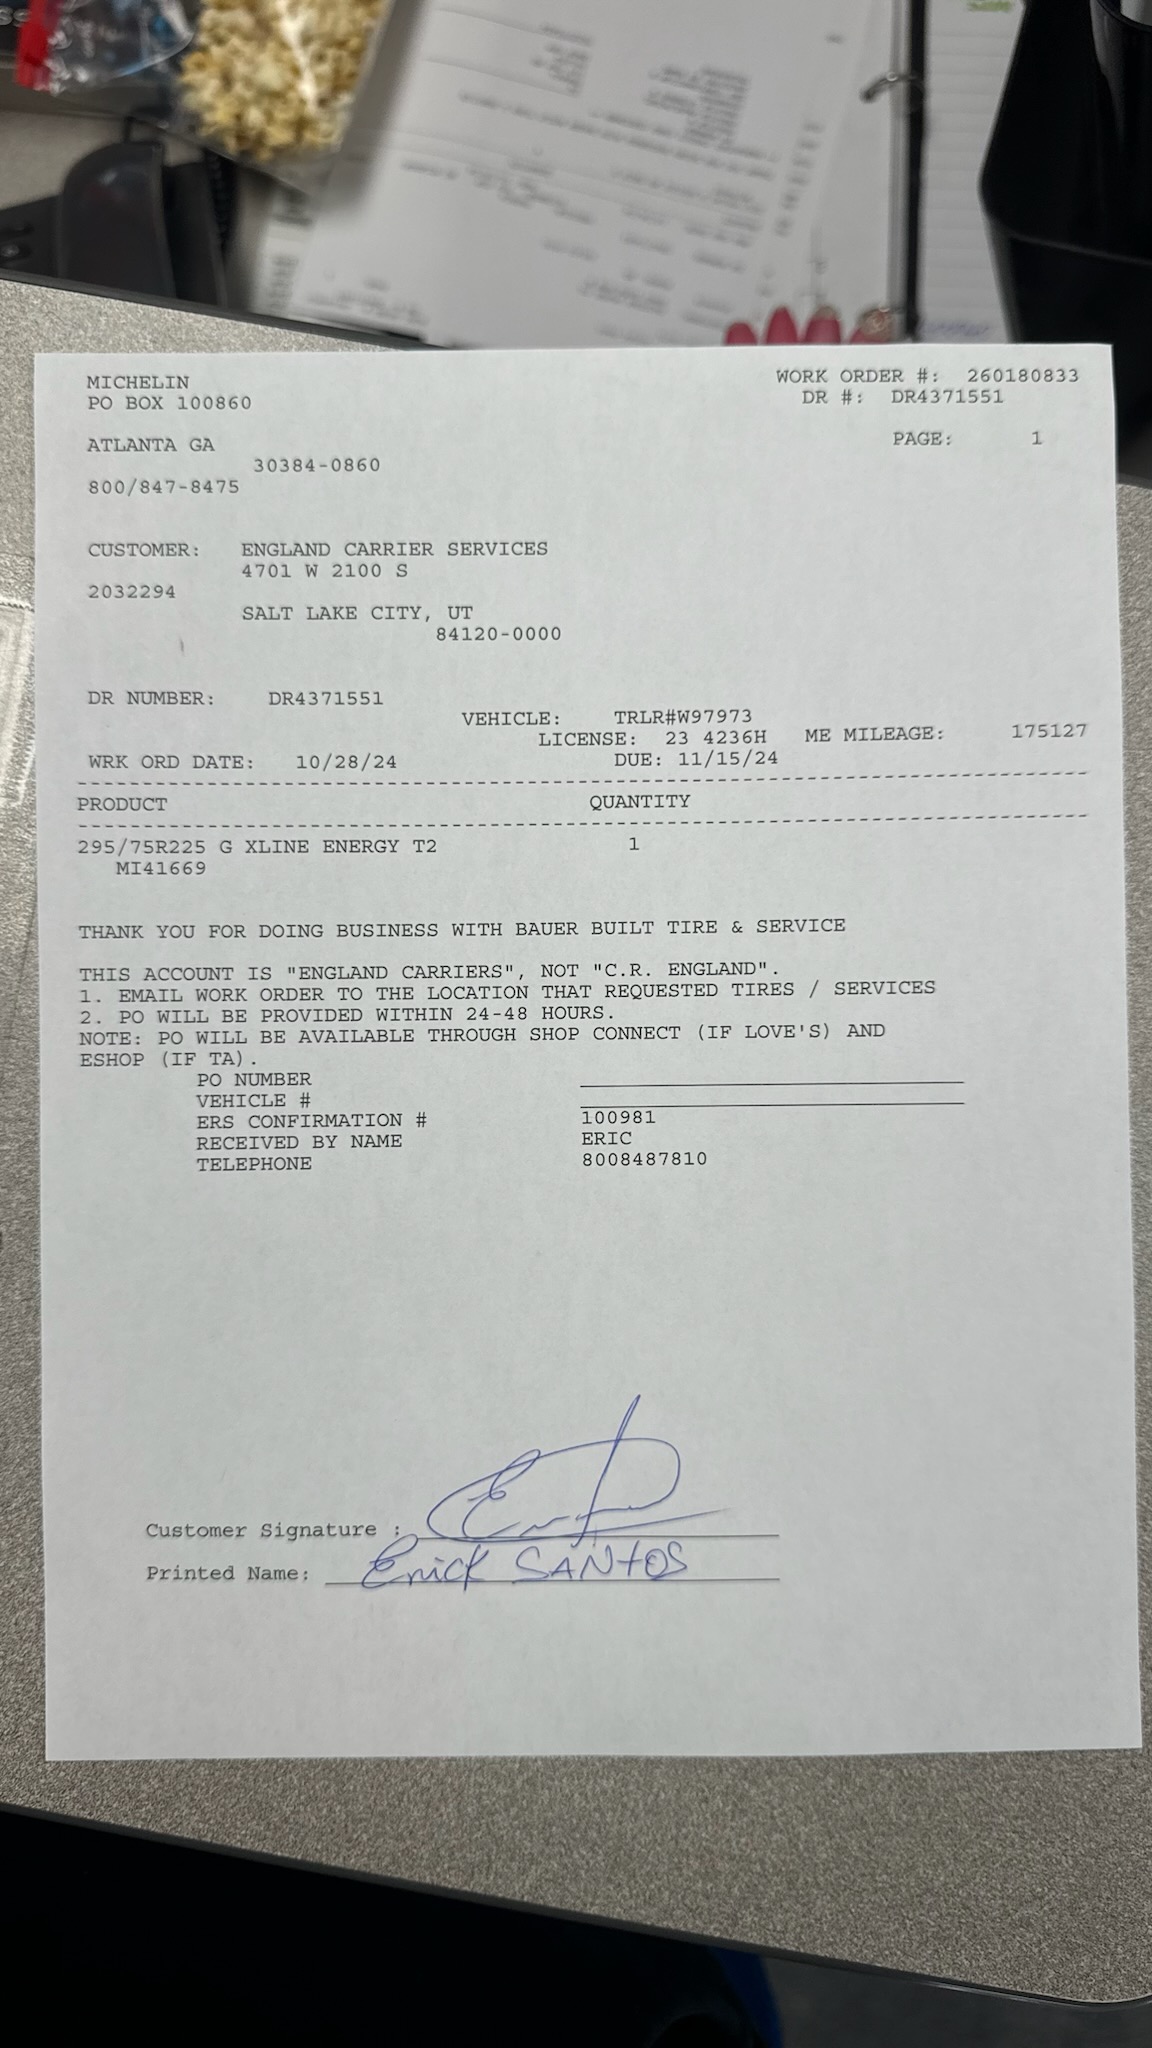 MICHELIN
PO BOX 100860
WORK ORDER #: 260180833
DR #: DR4371551
ATLANTA GA
PAGE: 1
30384-0860
800/847-8475
CUSTOMER: ENGLAND CARRIER SERVICES
4701 W 2100 S
2032294
SALT LAKE CITY, UT
84120-0000
DR NUMBER: DR4371551
VEHICLE: TRLR#W97973
LICENSE: 23 4236H ME MILEAGE: 175127
WRK ORD DATE: 10/28/24 DUE: 11/15/24
PRODUCT QUANTITY
295/75R225 G XLINE ENERGY T2 1
MI41669
THANK YOU FOR DOING BUSINESS WITH BAUER BUILT TIRE & SERVICE
THIS ACCOUNT IS "ENGLAND CARRIERS", NOT "C.R. ENGLAND".
1. EMAIL WORK ORDER TO THE LOCATION THAT REQUESTED TIRES / SERVICES
2. PO WILL BE PROVIDED WITHIN 24-48 HOURS.
NOTE: PO WILL BE AVAILABLE THROUGH SHOP CONNECT (IF LOVE'S) AND
ESHOP (IF TA).
PO NUMBER
VEHICLE #
ERS CONFIRMATION # 100981
RECEIVED BY NAME ERIC
TELEPHONE 8008487810
Customer Signature :
Printed Name: Erick SANtOS